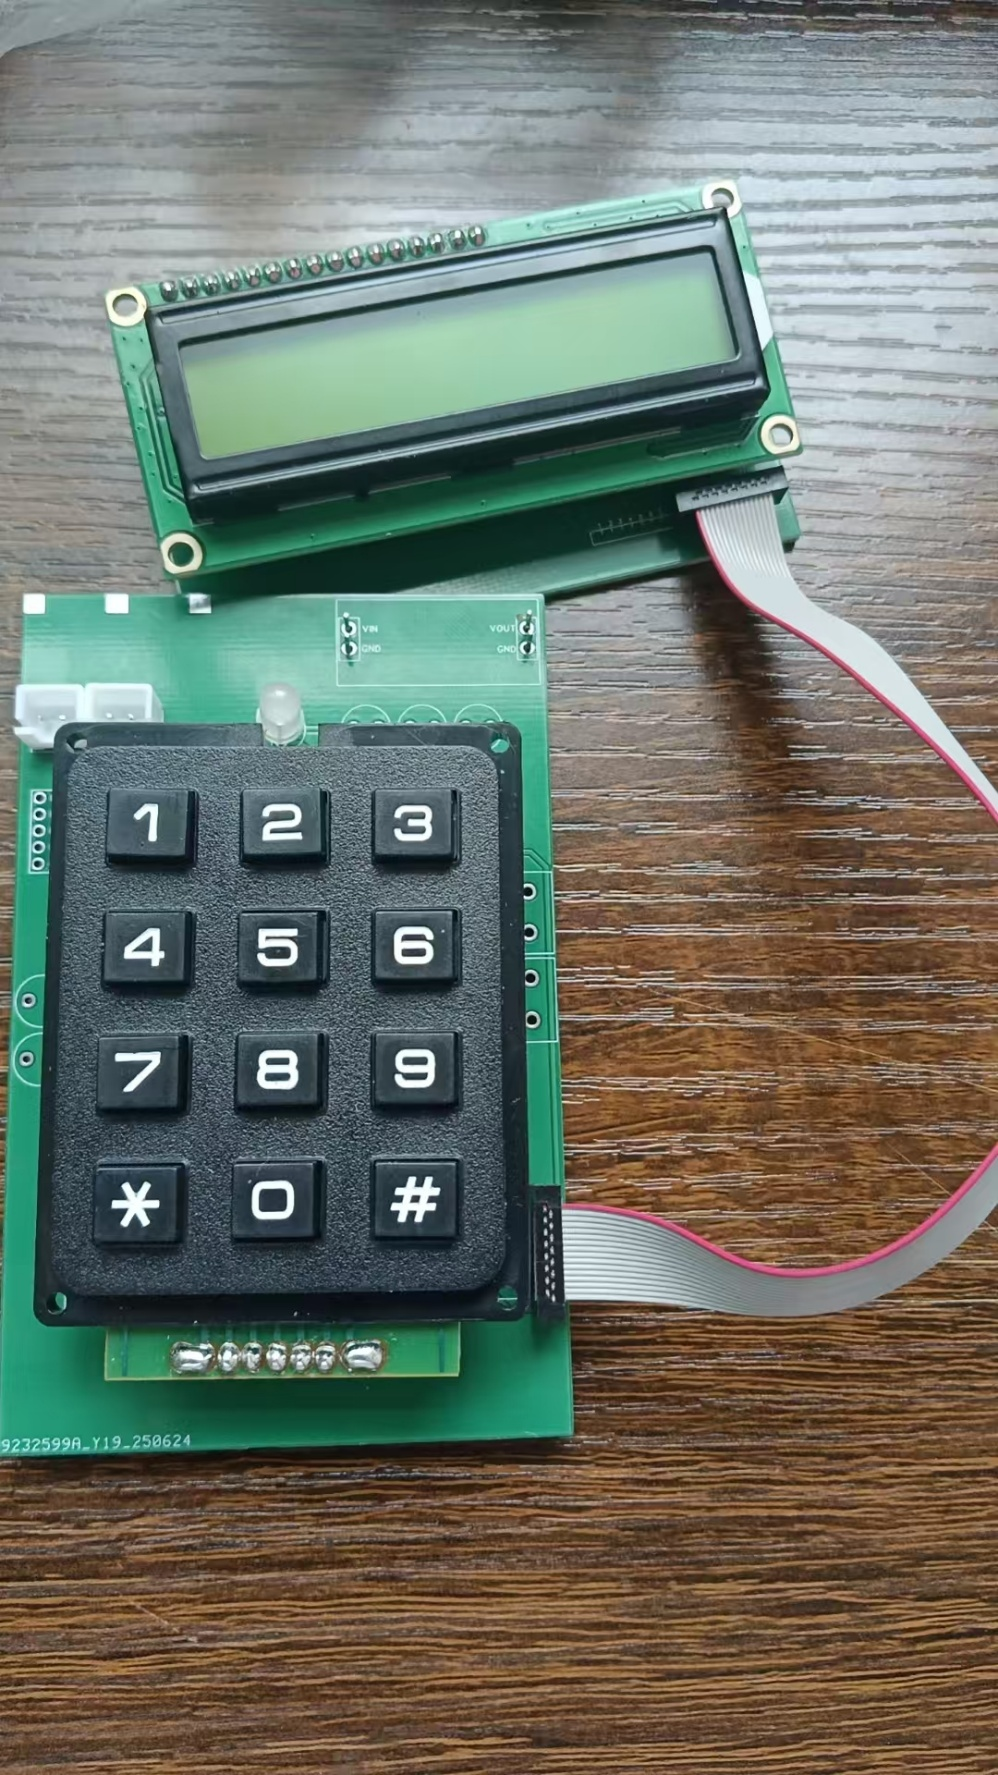 VIN VOUT
GND GND
1 2 3
4 5 6
7 8 9
* 0 #
9232599A_Y19_250624